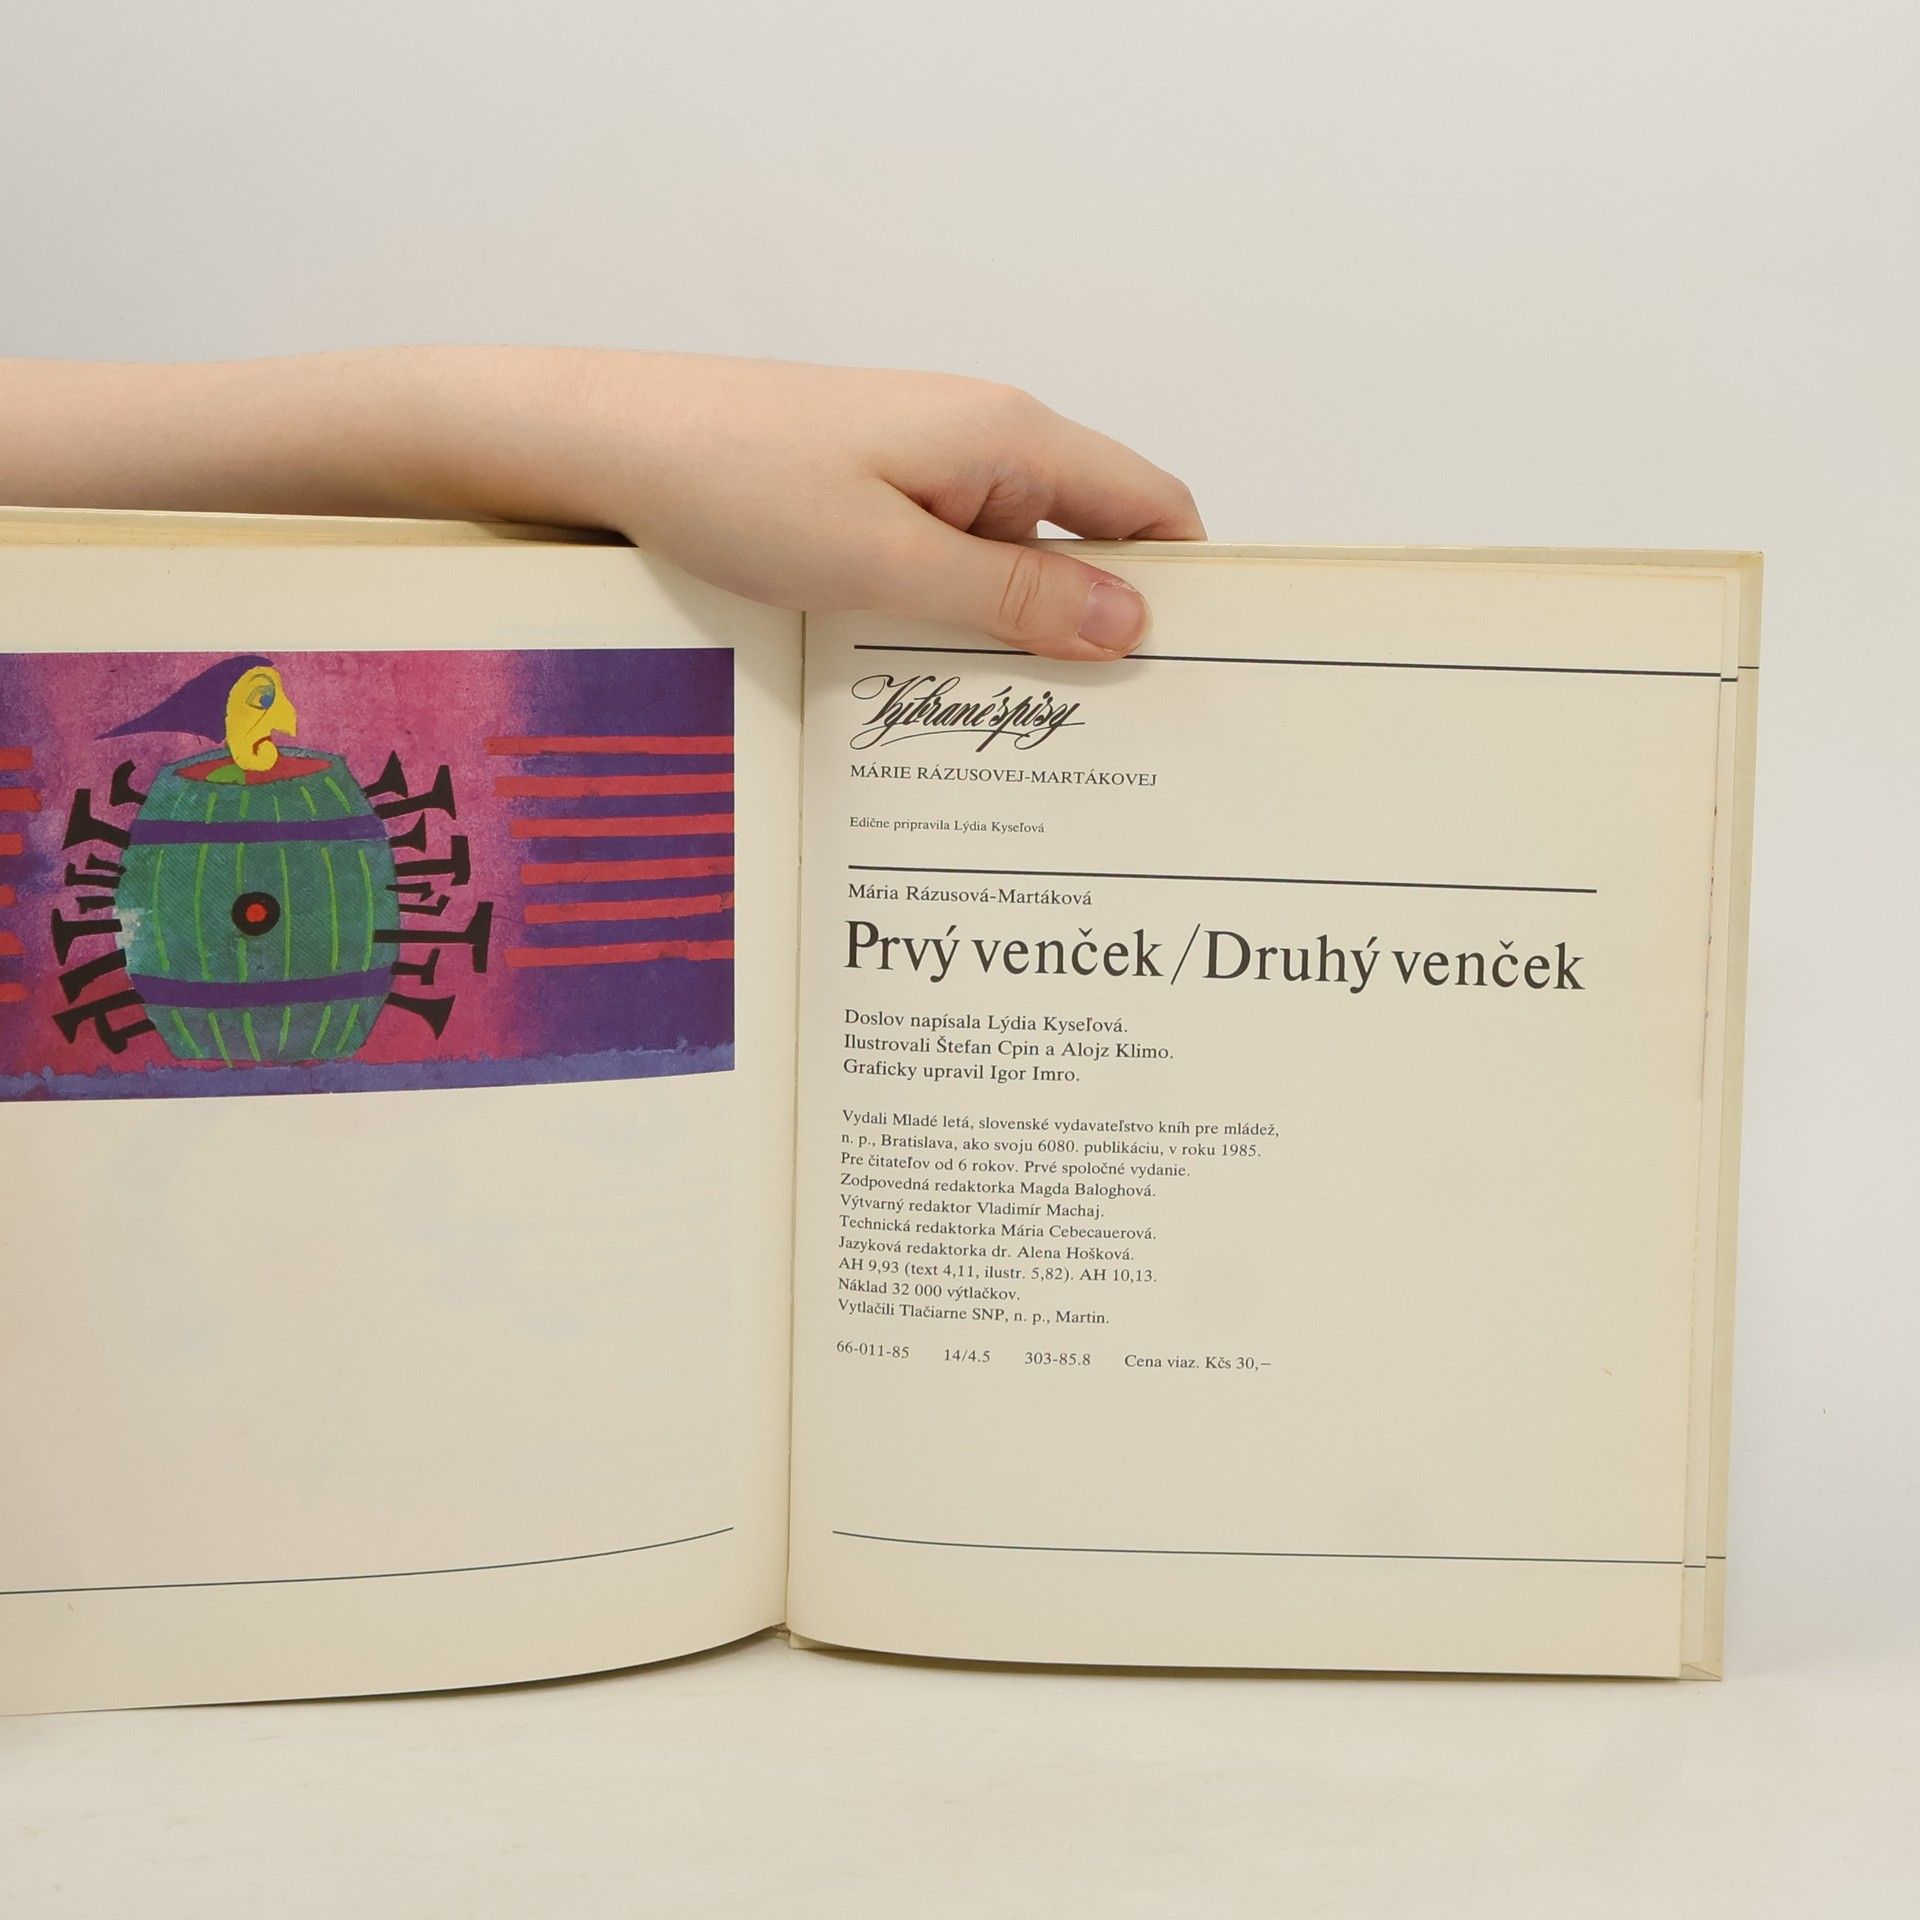 Vybrané spisy
MÁRIE RÁZUSOVEJ-MARTÁKOVEJ
Edične pripravila Lýdia Kyseľová
Mária Rázusová-Martáková
Prvý venček/Druhý venček
Doslov napísala Lýdia Kyseľová.
Ilustrovali Štefan Cpin a Alojz Klimo.
Graficky upravil Igor Imro.
Vydali Mladé letá, slovenské vydavateľstvo kníh pre mládež,
n. p., Bratislava, ako svoju 6080. publikáciu, v roku 1985.
Pre čitateľov od 6 rokov. Prvé spoločné vydanie.
Zodpovedná redaktorka Magda Baloghová.
Výtvarný redaktor Vladimír Machaj.
Technická redaktorka Mária Cebecauerová.
Jazyková redaktorka dr. Alena Hošková.
AH 9,93 (text 4,11, ilustr. 5,82). AH 10,13.
Náklad 32 000 výtlačkov.
Vytlačili Tlačiarne SNP, n. p., Martin.
66-011-85 14/4.5 303-85.8 Cena viaz. Kčs 30,–